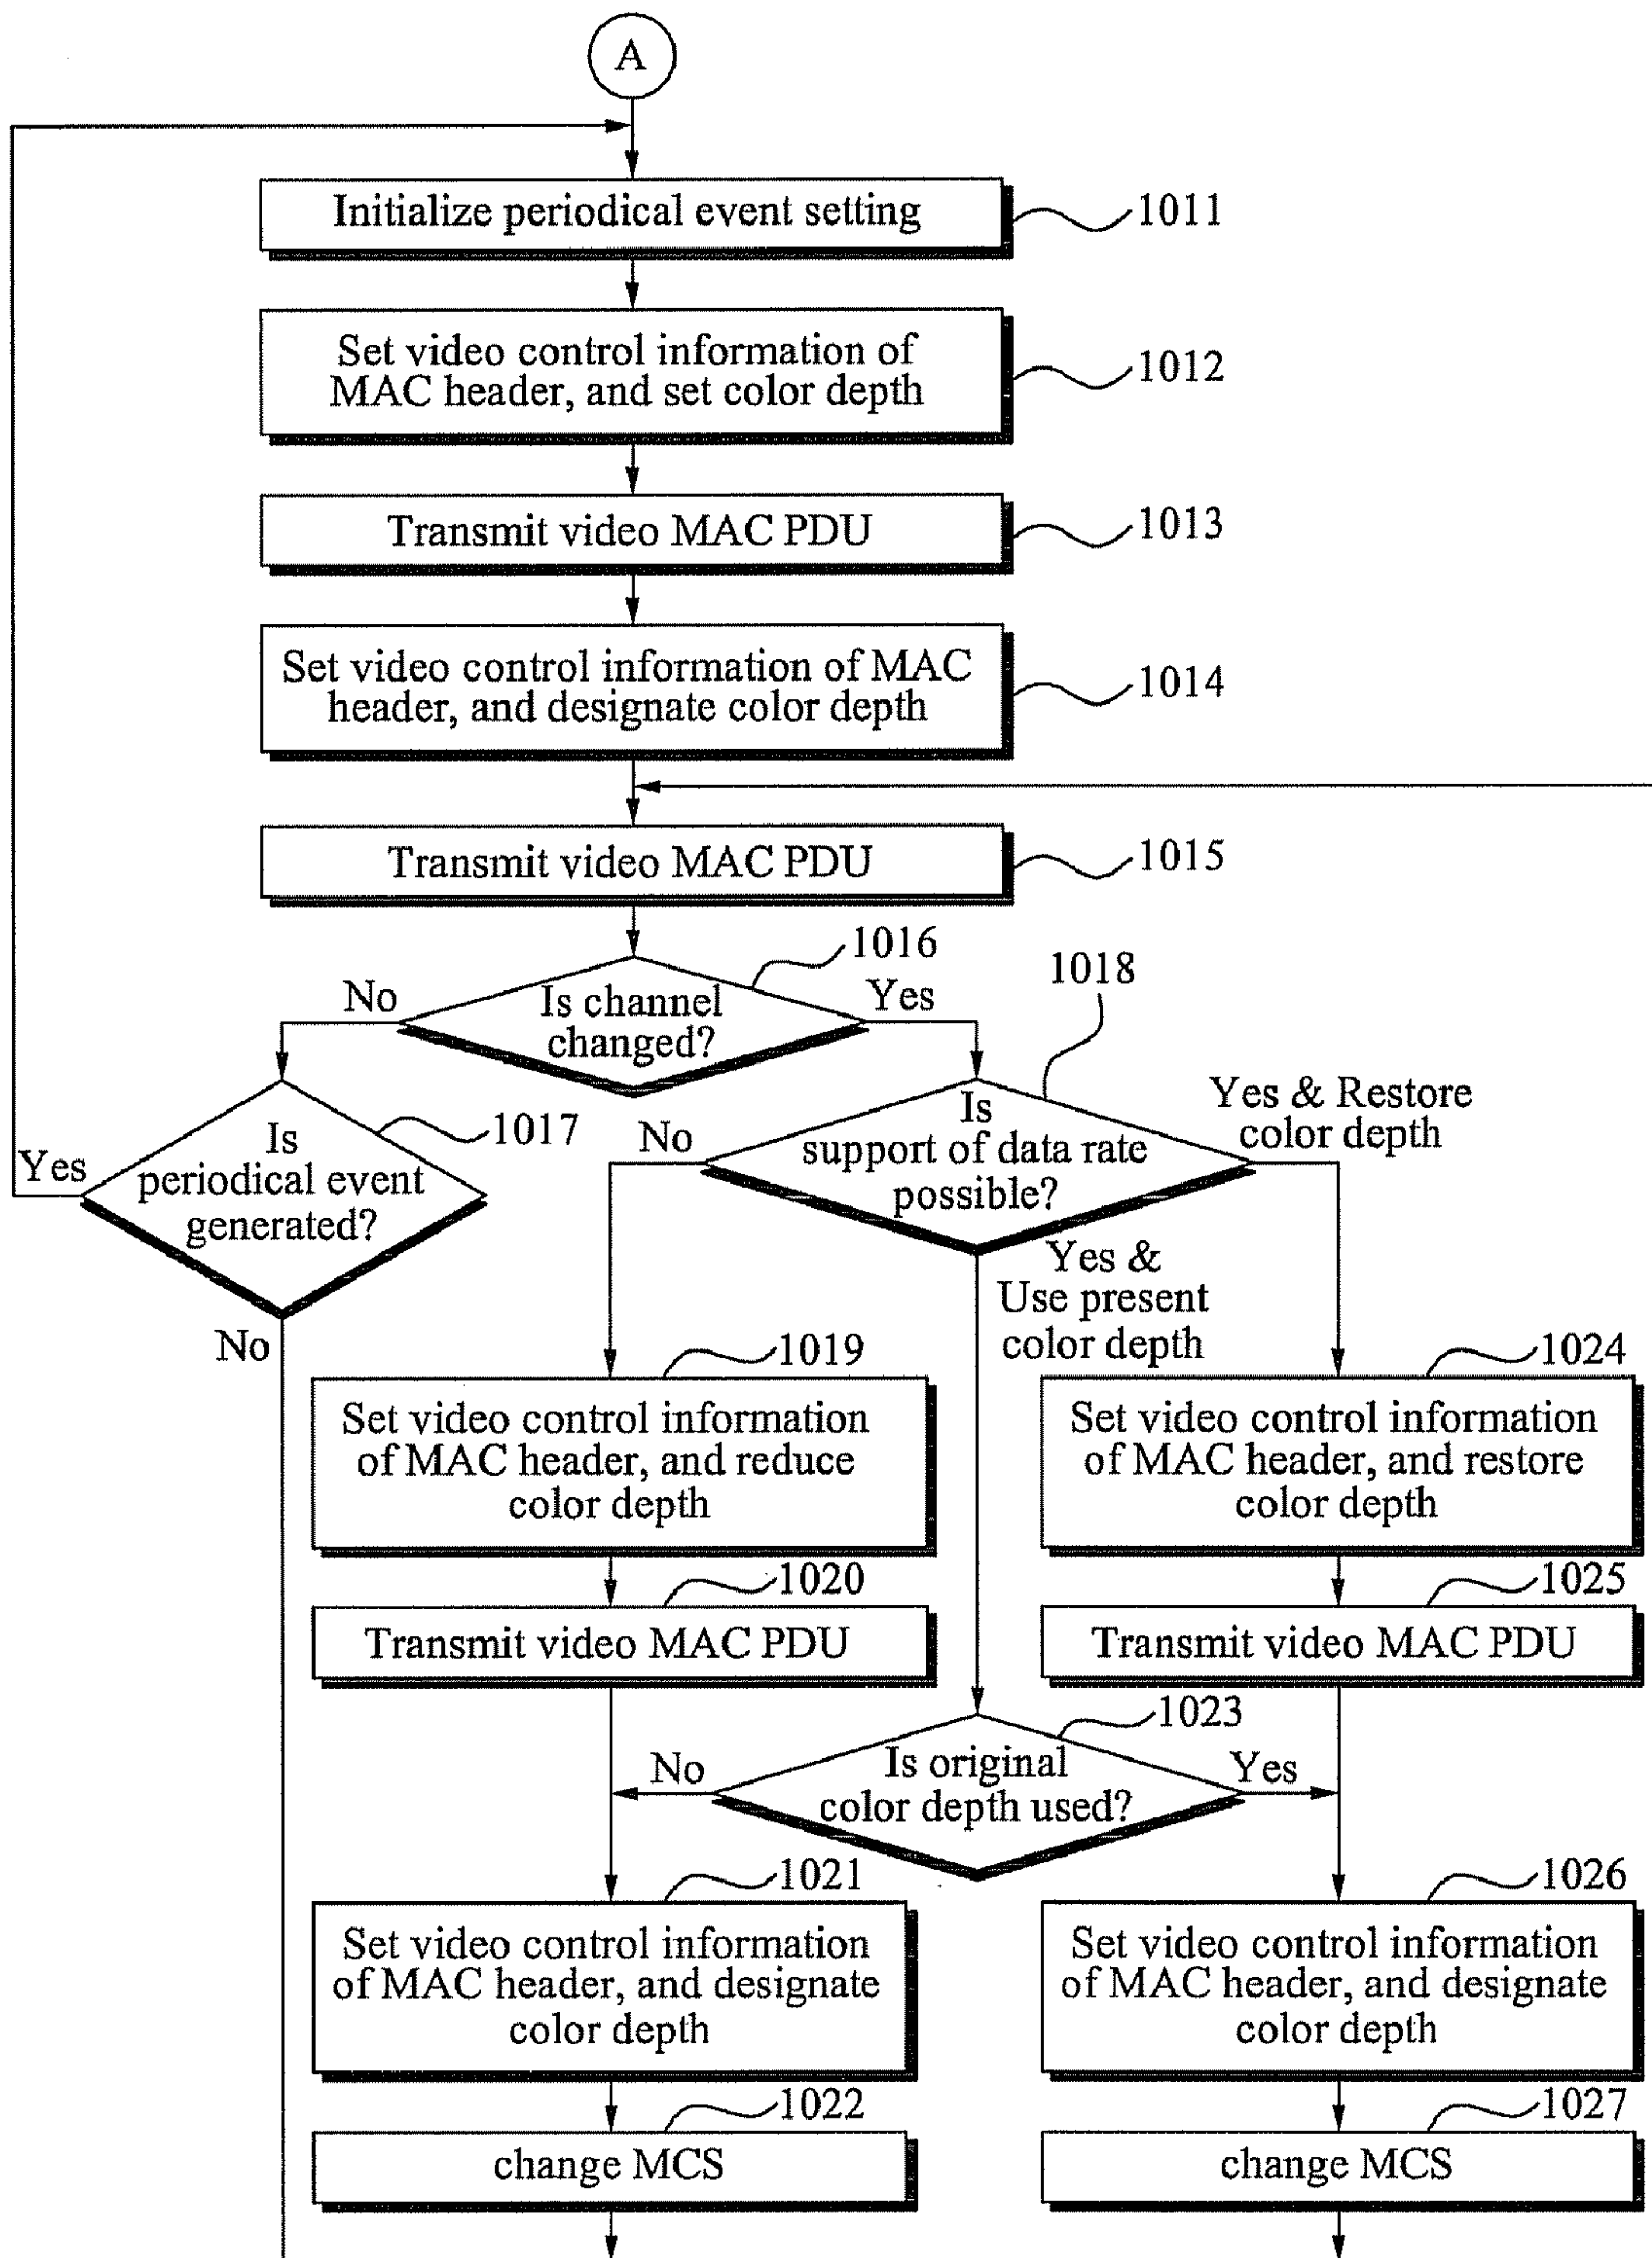 A
Initialize periodical event setting
1011
Set video control information of
MAC header, and set color depth
1012
Transmit video MAC PDU
1013
Set video control information of MAC
header, and designate color depth
1014
Transmit video MAC PDU
1015
1016
Is channel
changed?
No
Yes
1018
1017
Is
periodical event
generated?
Yes
No
Is
support of data rate
possible?
No
Yes & Restore
color depth
Yes &
Use present
color depth
1019
Set video control information
of MAC header, and reduce
color depth
1024
Set video control information
of MAC header, and restore
color depth
1020
Transmit video MAC PDU
1025
Transmit video MAC PDU
1023
Is original
color depth used?
No
Yes
1021
Set video control information
of MAC header, and designate
color depth
1026
Set video control information
of MAC header, and designate
color depth
1022
change MCS
1027
change MCS